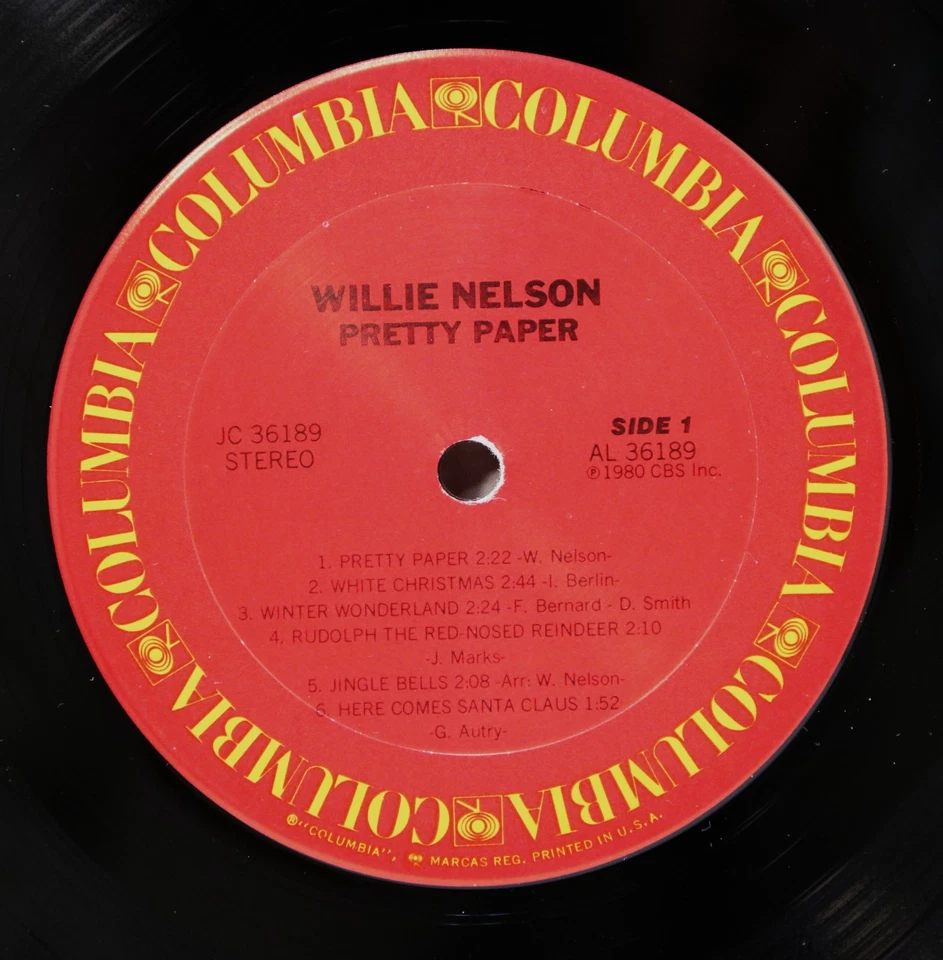 COLUMBIA COLUMBIA COLUMBIA COLUMBIA COLUMBIA COLUMBIA COLUMBIA COLUMBIA
WILLIE NELSON
PRETTY PAPER
JC 36189
STEREO
SIDE 1
AL 36189
℗1980 CBS Inc.
1. PRETTY PAPER 2:22 -W. Nelson-
2. WHITE CHRISTMAS 2:44 -I. Berlin-
3. WINTER WONDERLAND 2:24 -F. Bernard - D. Smith
4. RUDOLPH THE RED-NOSED REINDEER 2:10
-J. Marks-
5. JINGLE BELLS 2:08 -Arr: W. Nelson-
6. HERE COMES SANTA CLAUS 1:52
-G. Autry-
®"COLUMBIA", MARCAS REG. PRINTED IN U.S.A.